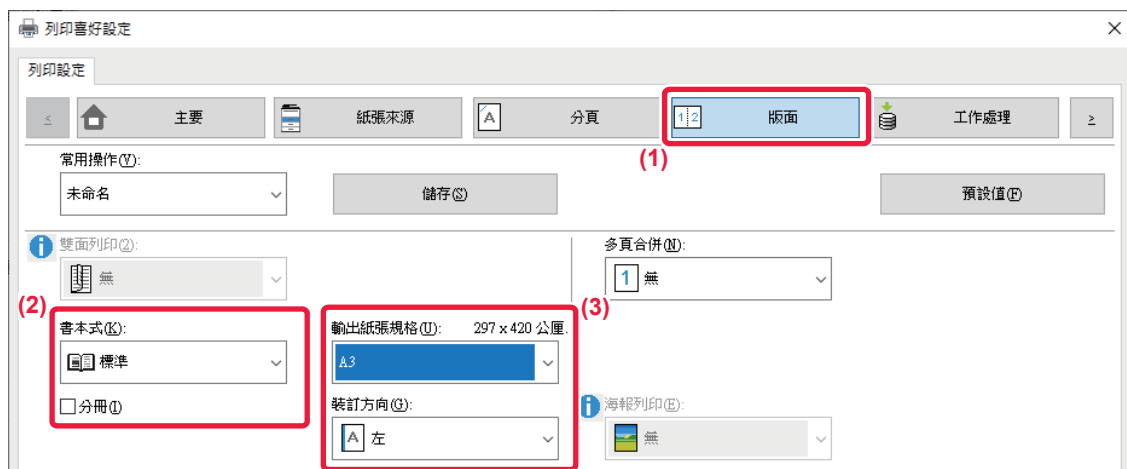 列印喜好設定
列印設定
≤ 主要 紙張來源 A 分頁 1 2 版面 工作處理 ≥
(1)
常用操作(Y):
未命名 儲存(S) 預設值(F)
雙面列印(2): 多頁合併(N):
無 1 無
(2) (3)
書本式(K): 輸出紙張規格(U): 297 x 420 公厘.
標準 A3
分冊(I) 裝訂方向(G): 海報列印(E):
A 左 無